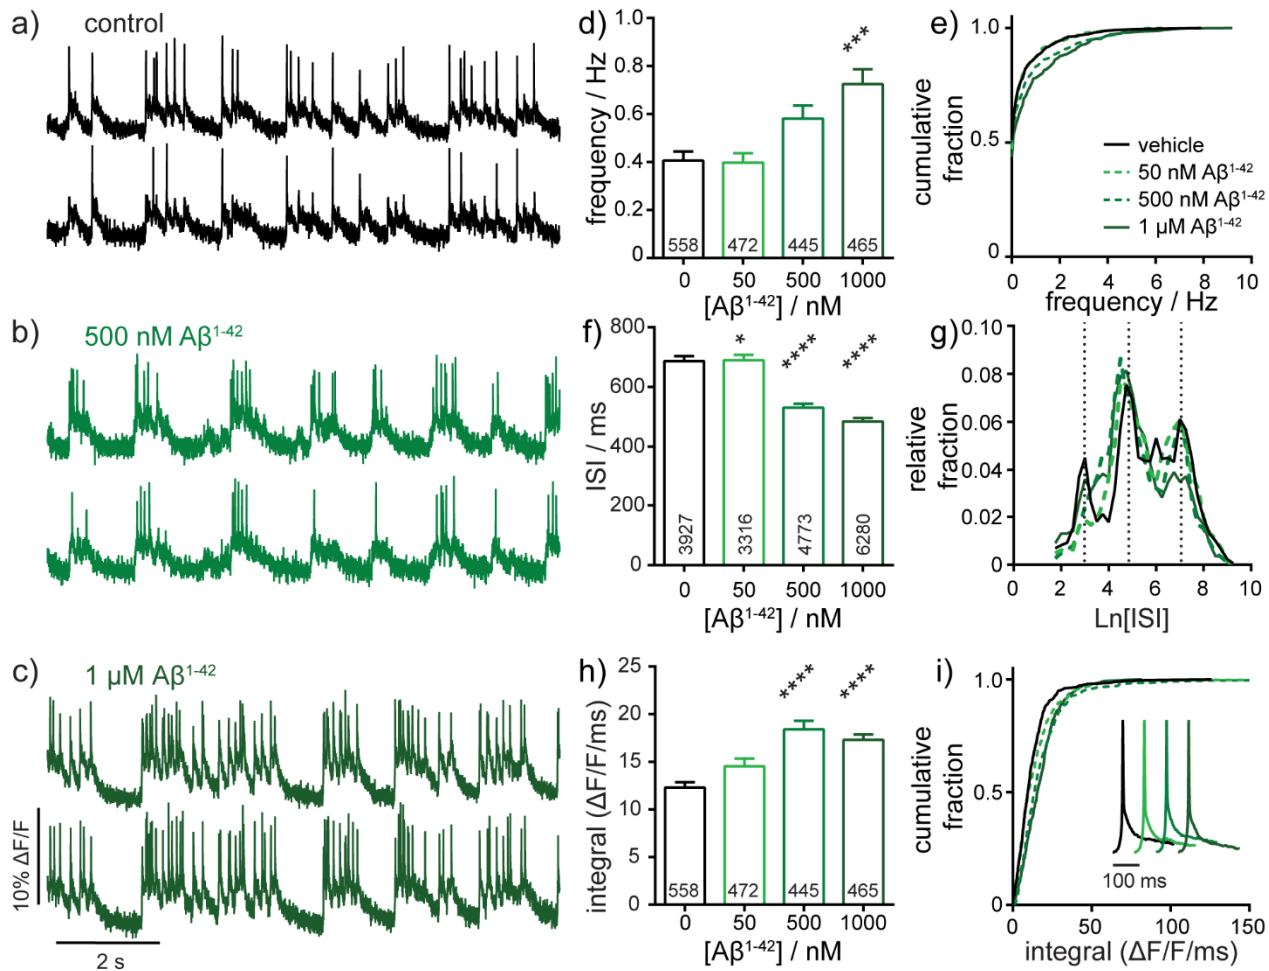 a) control
b) 500 nM Aβ¹⁻⁴²
c) 1 µM Aβ¹⁻⁴²
10% ΔF/F
2 s
d)
frequency / Hz
1.0
0.8
0.6
0.4
0.2
0
***
558 472 445 465
0 50 500 1000
[Aβ¹⁻⁴²] / nM
e)
cumulative
fraction
1.0
0.5
0
vehicle
50 nM Aβ¹⁻⁴²
500 nM Aβ¹⁻⁴²
1 µM Aβ¹⁻⁴²
0 2 4 6 8 10
frequency / Hz
f)
ISI / ms
800
600
400
200
0
* **** ****
3927 3316 4773 6280
0 50 500 1000
[Aβ¹⁻⁴²] / nM
g)
relative
fraction
0.10
0.08
0.06
0.04
0.02
0
0 2 4 6 8 10
Ln[ISI]
h)
integral (ΔF/F/ms)
25
20
15
10
5
0
**** ****
558 472 445 465
0 50 500 1000
[Aβ¹⁻⁴²] / nM
i)
cumulative
fraction
1.0
0.5
0
100 ms
0 50 100 150
integral (ΔF/F/ms)